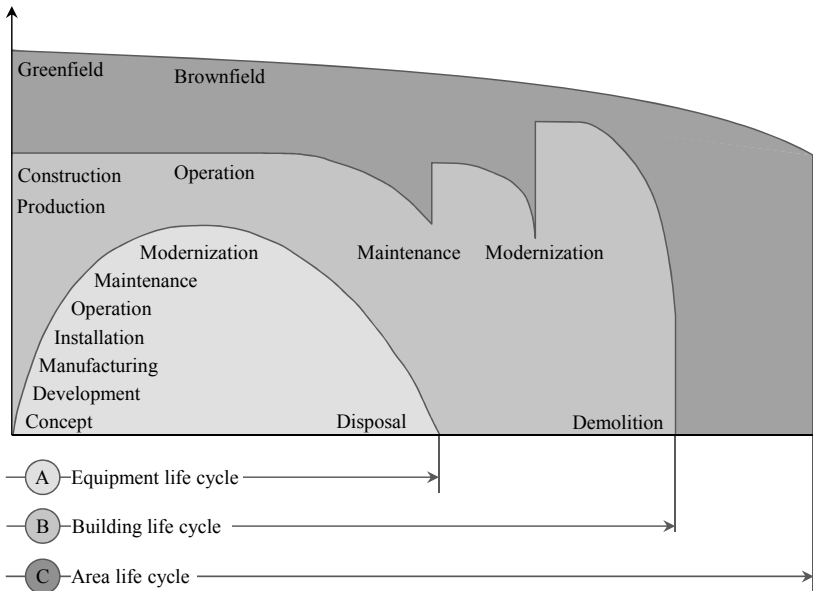 Greenfield
Brownfield
Construction
Operation
Production
Modernization
Maintenance
Modernization
Maintenance
Operation
Installation
Manufacturing
Development
Concept
Disposal
Demolition
A Equipment life cycle
B Building life cycle
C Area life cycle